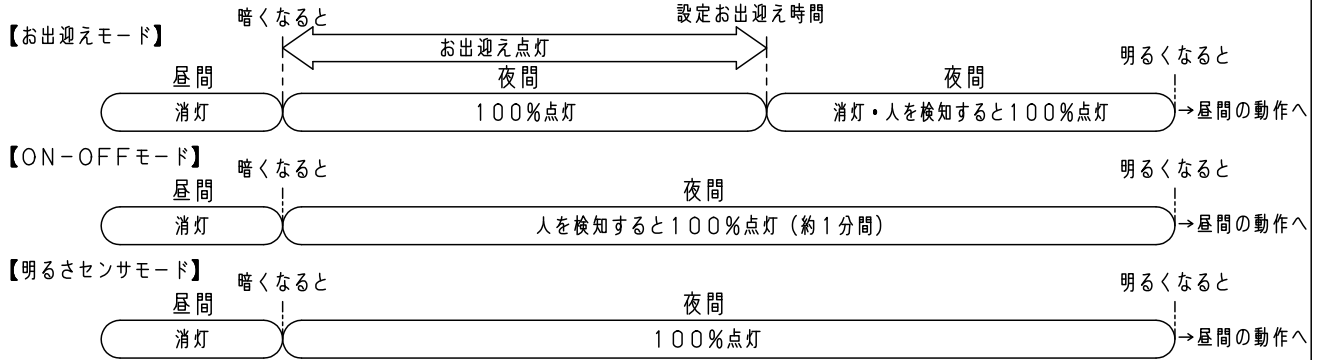 暗くなると 設定お出迎え時間
【お出迎えモード】
お出迎え点灯
明るくなると
昼間 夜間 夜間
消灯 100%点灯 消灯・人を検知すると100%点灯 →昼間の動作へ
【ON-OFFモード】
暗くなると 明るくなると
昼間 夜間
消灯 人を検知すると100%点灯(約1分間) →昼間の動作へ
【明るさセンサモード】
暗くなると 明るくなると
昼間 夜間
消灯 100%点灯 →昼間の動作へ